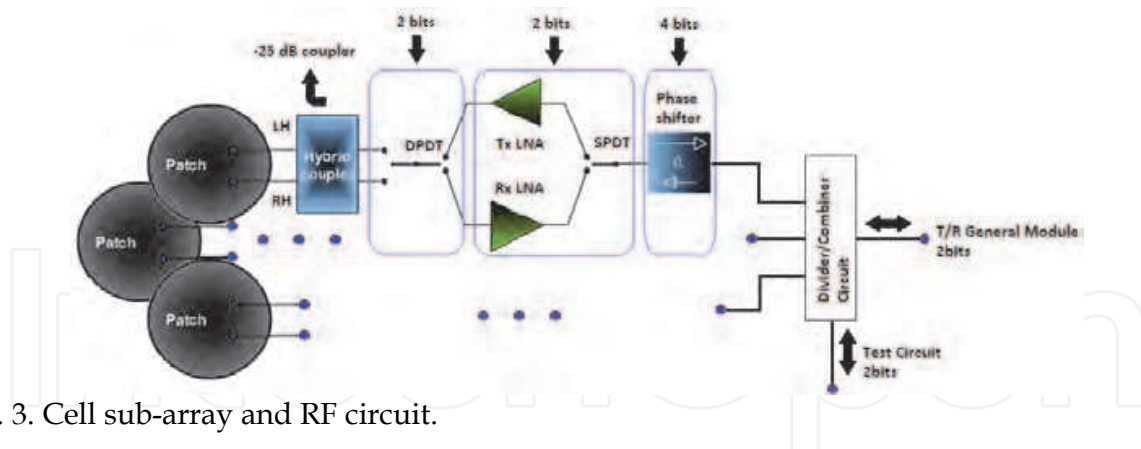 2 bits
2 bits
4 bits
-25 dB coupler
LH
Hybrid
coupler
RH
DPDT
Tx LNA
Rx LNA
SPDT
Phase
shifter
Patch
Patch
Patch
Divider/Combiner
Circuit
T/R General Module
2bits
Test Circuit
2bits
. 3. Cell sub-array and RF circuit.